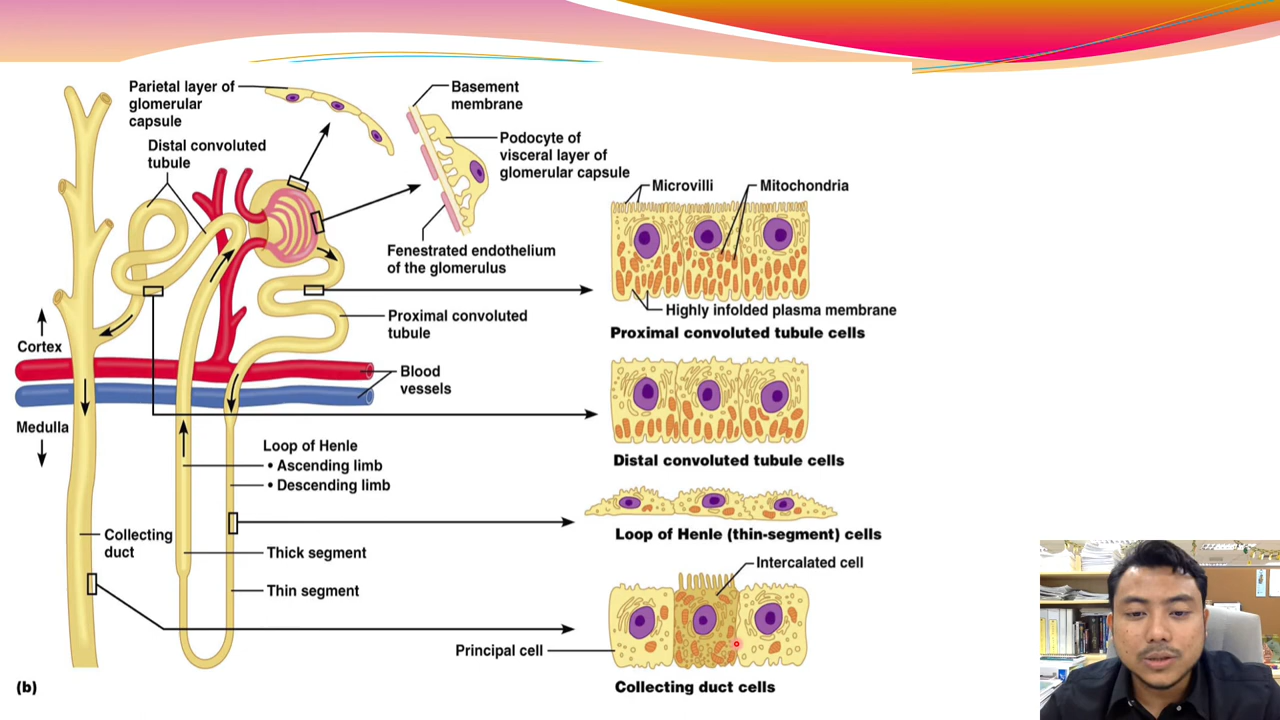 Parietal layer of
glomerular
capsule
Basement
membrane
Distal convoluted
tubule
Podocyte of
visceral layer of
glomerular capsule
Microvilli
Mitochondria
Fenestrated endothelium
of the glomerulus
Highly infolded plasma membrane
Proximal convoluted tubule cells
Proximal convoluted
tubule
Cortex
Blood
vessels
Medulla
Loop of Henle
• Ascending limb
• Descending limb
Distal convoluted tubule cells
Collecting
duct
Loop of Henle (thin-segment) cells
Thick segment
Intercalated cell
Thin segment
Principal cell
Collecting duct cells
(b)